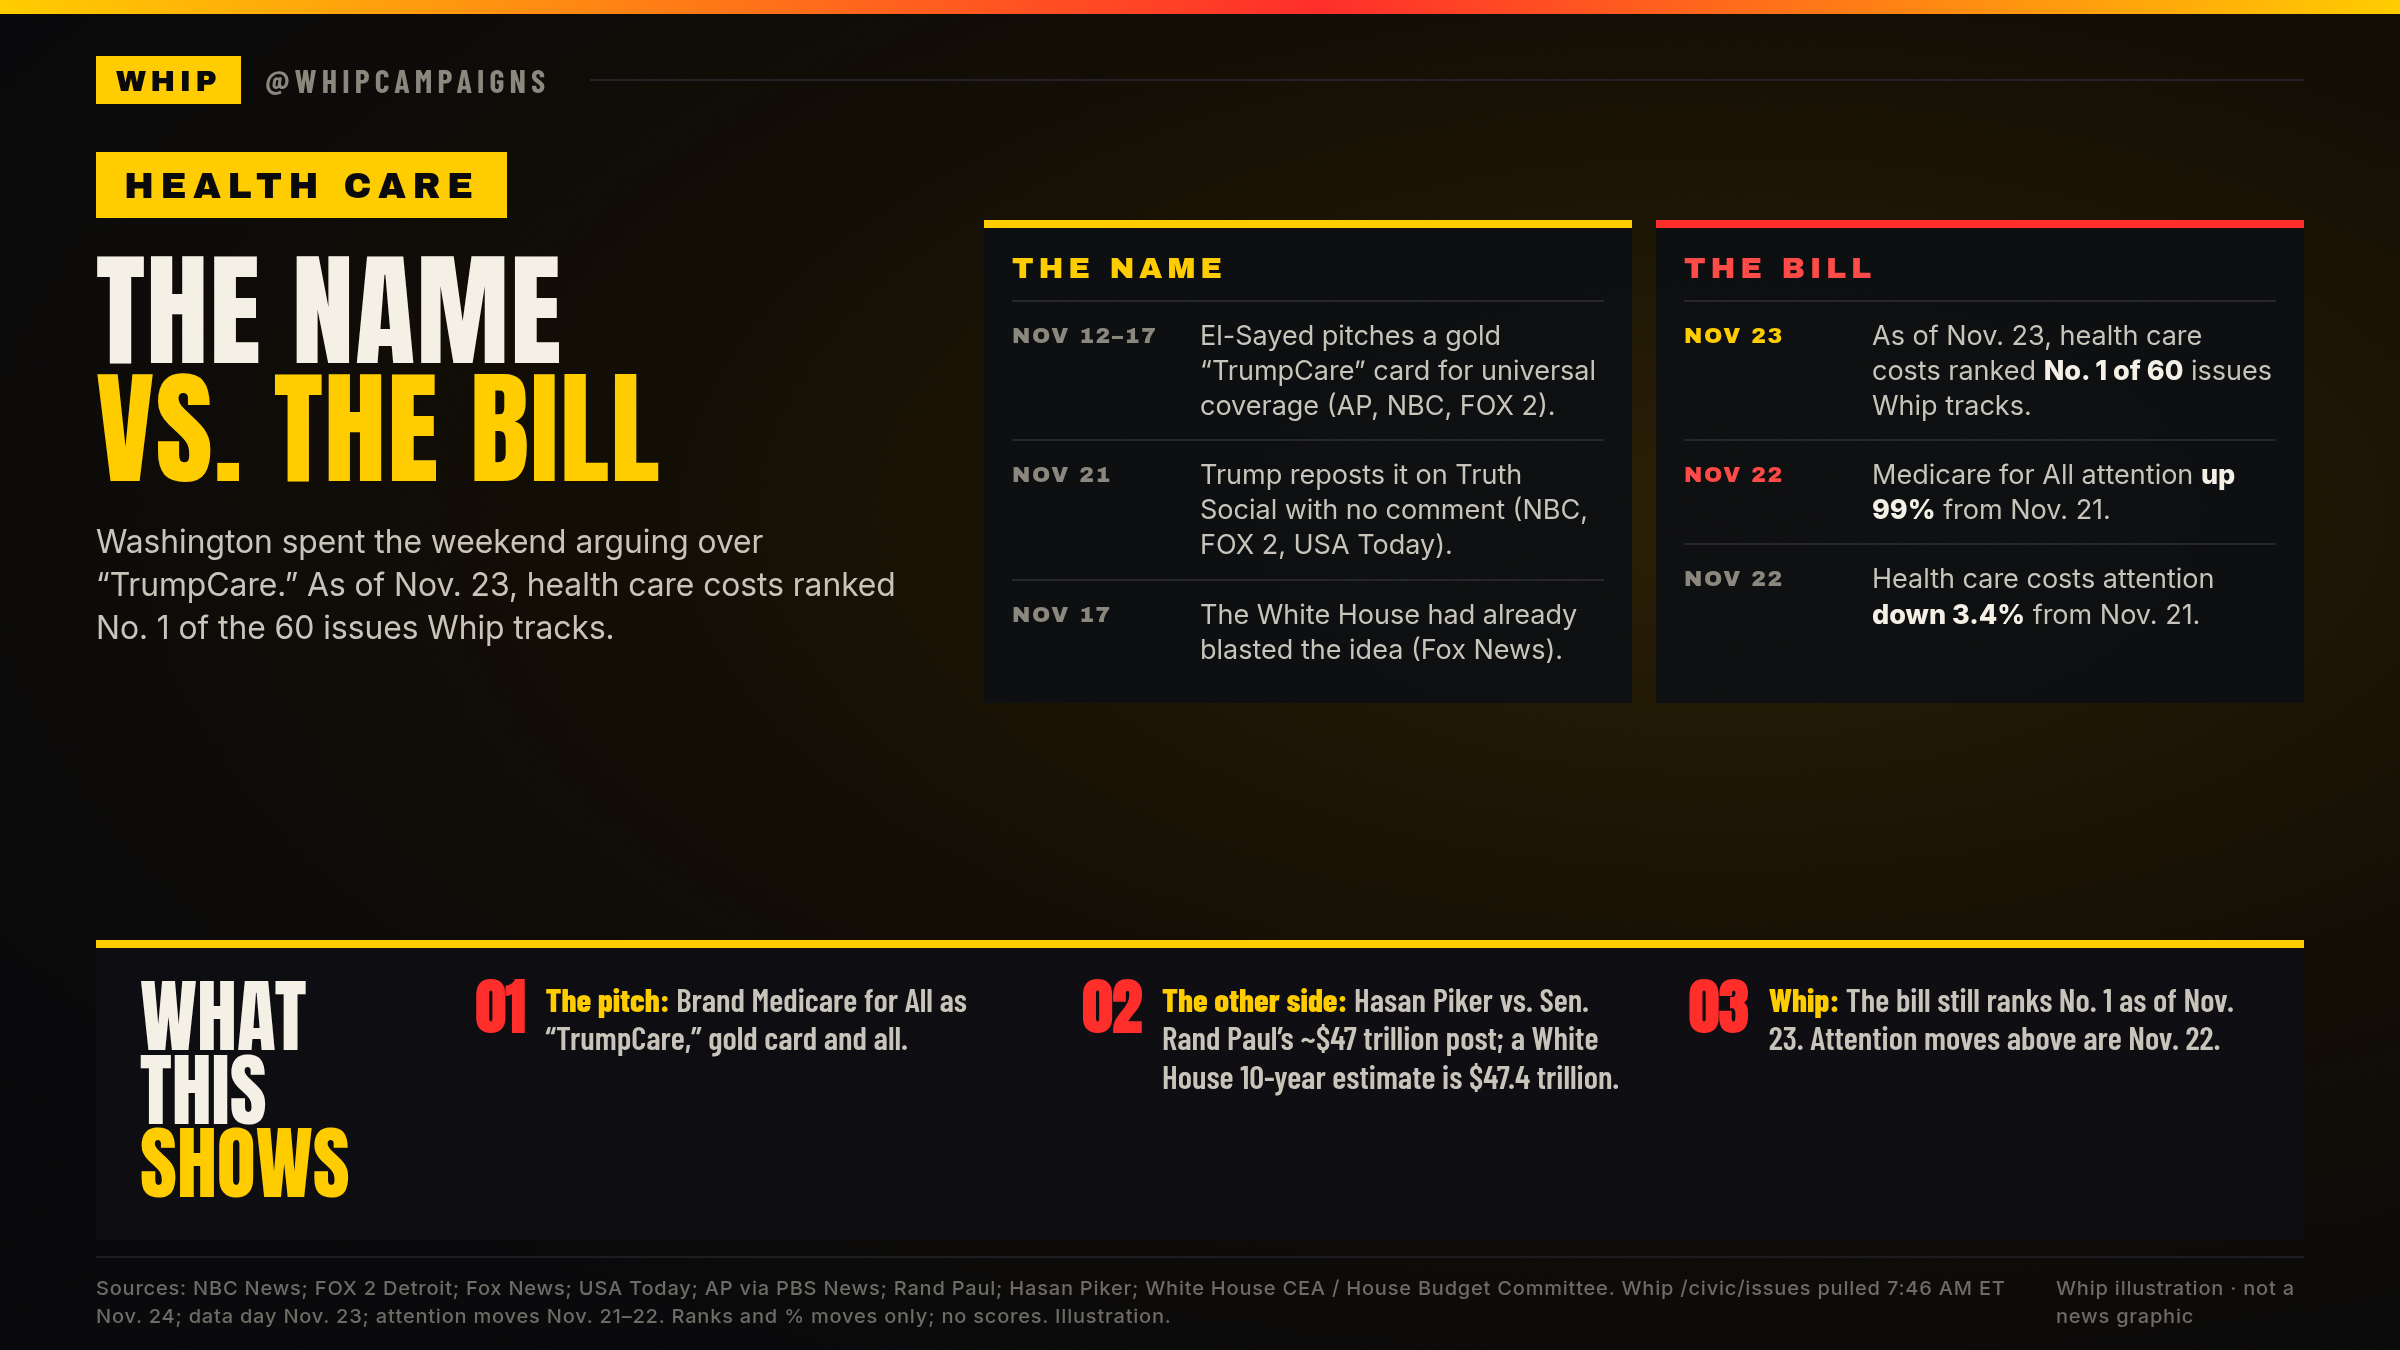 WHIP @WHIPCAMPAIGNS
HEALTH CARE
THE NAME
VS. THE BILL
Washington spent the weekend arguing over
“TrumpCare.” As of Nov. 23, health care costs ranked
No. 1 of the 60 issues Whip tracks.
THE NAME
NOV 12–17
El-Sayed pitches a gold
“TrumpCare” card for universal
coverage (AP, NBC, FOX 2).
NOV 21
Trump reposts it on Truth
Social with no comment (NBC,
FOX 2, USA Today).
NOV 17
The White House had already
blasted the idea (Fox News).
THE BILL
NOV 23
As of Nov. 23, health care
costs ranked No. 1 of 60 issues
Whip tracks.
NOV 22
Medicare for All attention up
99% from Nov. 21.
NOV 22
Health care costs attention
down 3.4% from Nov. 21.
WHAT
THIS
SHOWS
01
The pitch: Brand Medicare for All as
“TrumpCare,” gold card and all.
02
The other side: Hasan Piker vs. Sen.
Rand Paul’s ~$47 trillion post; a White
House 10-year estimate is $47.4 trillion.
03
Whip: The bill still ranks No. 1 as of Nov.
23. Attention moves above are Nov. 22.
Sources: NBC News; FOX 2 Detroit; Fox News; USA Today; AP via PBS News; Rand Paul; Hasan Piker; White House CEA / House Budget Committee. Whip /civic/issues pulled 7:46 AM ET
Nov. 24; data day Nov. 23; attention moves Nov. 21–22. Ranks and % moves only; no scores. Illustration.
Whip illustration · not a
news graphic